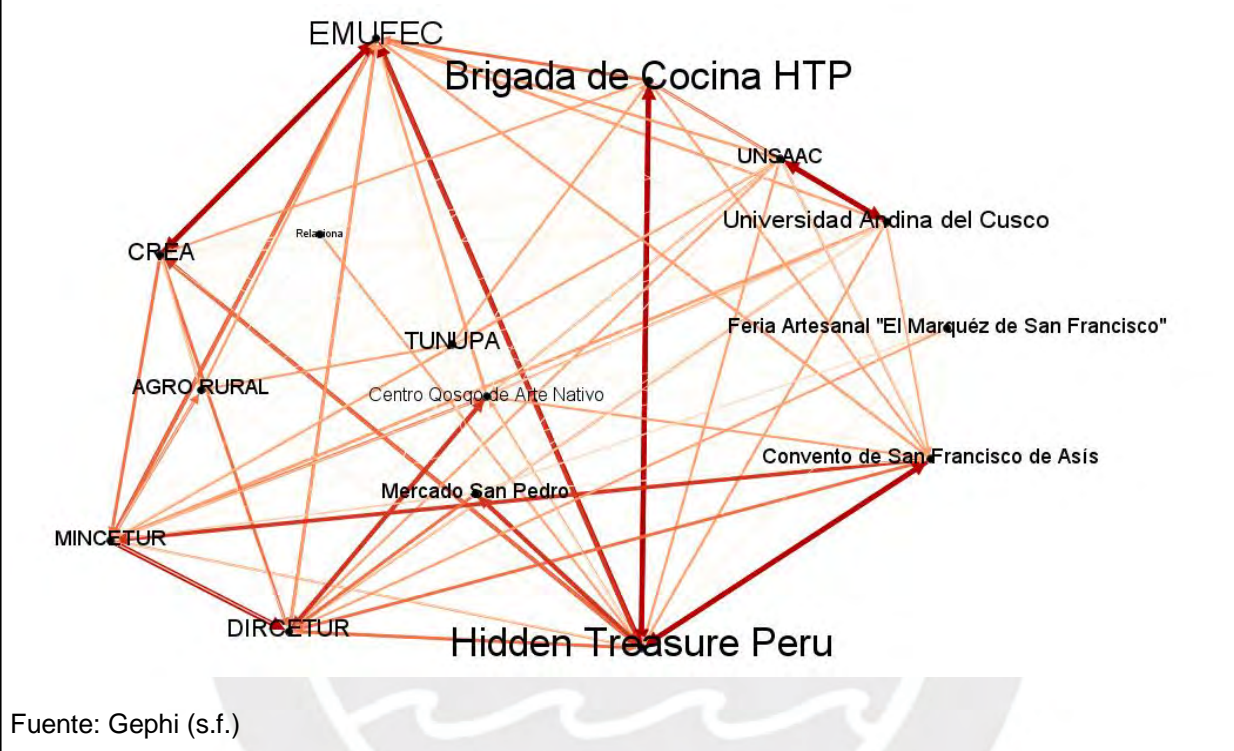 EMUFEC
Brigada de Cocina HTP
UNSAAC
Universidad Andina del Cusco
Relaciona
CREA
Feria Artesanal "El Marquéz de San Francisco"
TUNUPA
AGRO RURAL
Centro Qosqo de Arte Nativo
Convento de San Francisco de Asís
Mercado San Pedro
MINCETUR
DIRCETUR
Hidden Treasure Peru
Fuente: Gephi (s.f.)